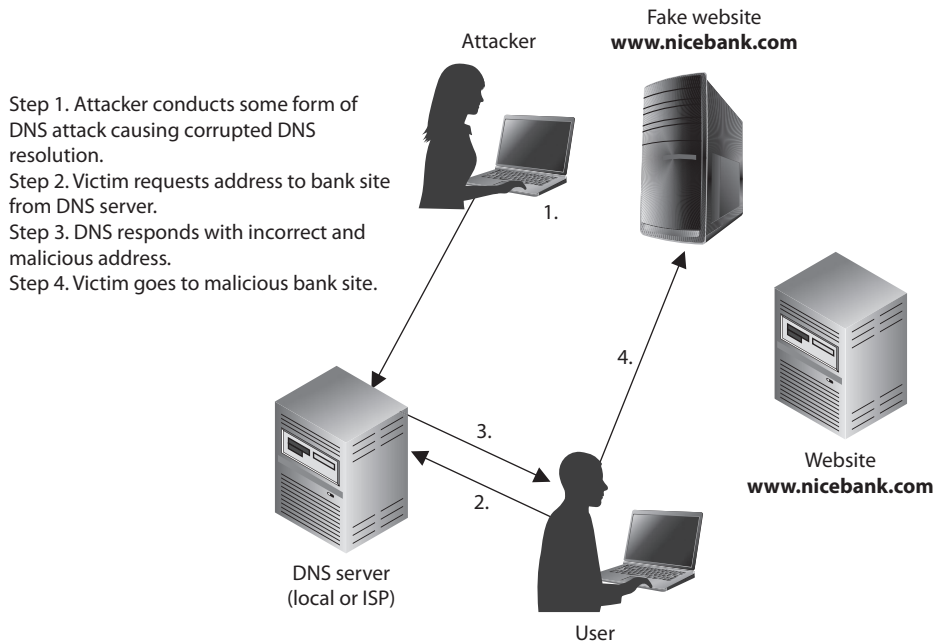 Fake website
www.nicebank.com
Attacker
Step 1. Attacker conducts some form of
DNS attack causing corrupted DNS
resolution.
Step 2. Victim requests address to bank site
from DNS server.
Step 3. DNS responds with incorrect and
malicious address.
Step 4. Victim goes to malicious bank site.
1.
4.
3.
2.
Website
www.nicebank.com
DNS server
(local or ISP)
User